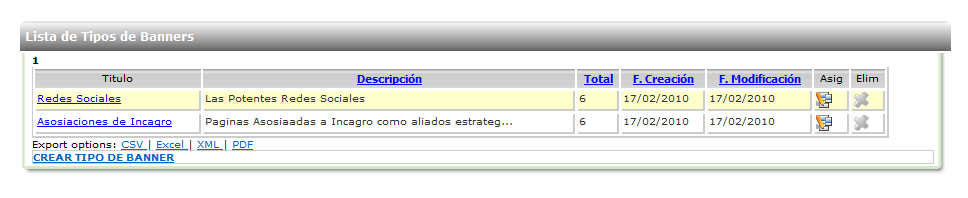 Lista de Tipos de Banners
1
Titulo Descripción Total F. Creación F. Modificación Asig Elim
Redes Sociales Las Potentes Redes Sociales 6 17/02/2010 17/02/2010
Asosiaciones de Incagro Paginas Asosiaadas a Incagro como aliados estrateg... 6 17/02/2010 17/02/2010
Export options: CSV | Excel | XML | PDF
CREAR TIPO DE BANNER